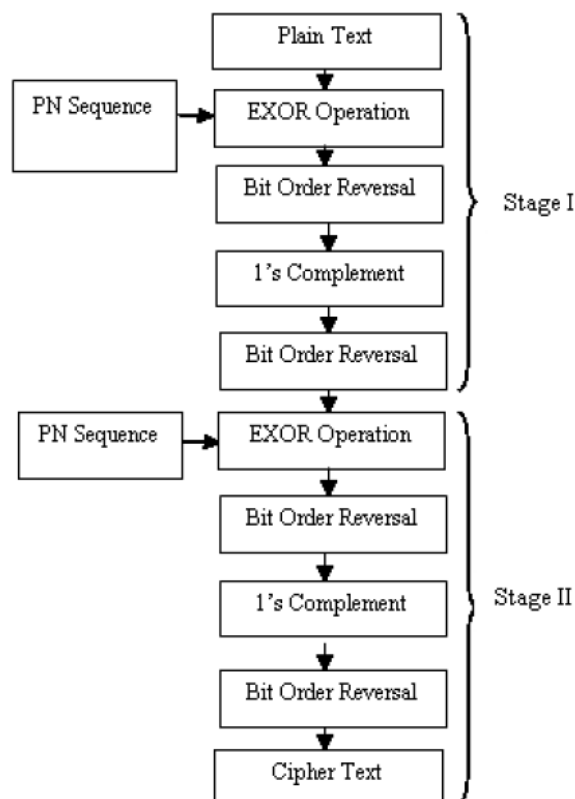 Plain Text
PN Sequence
EXOR Operation
Bit Order Reversal
Stage I
1's Complement
Bit Order Reversal
PN Sequence
EXOR Operation
Bit Order Reversal
1's Complement
Stage II
Bit Order Reversal
Cipher Text